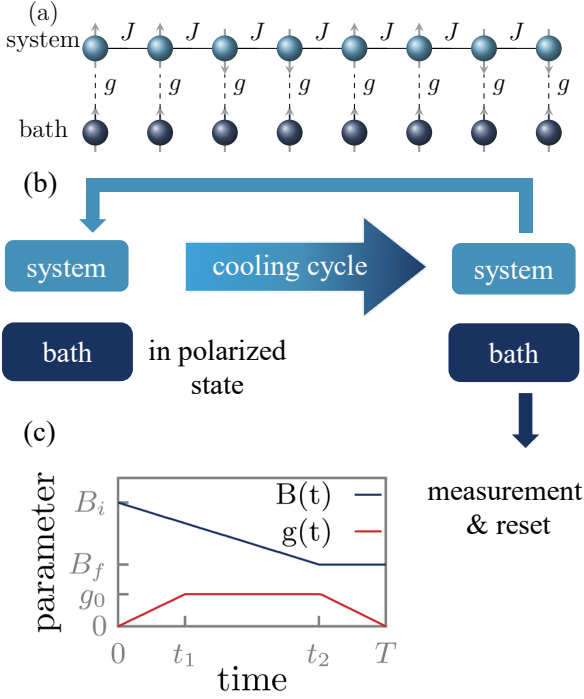 (a)
system J J J J J J J
g g g g g g g g
bath
(b)
system cooling cycle system
bath in polarized bath
state
measurement
& reset
(c)
parameter
B_i
B_f
g_0
0
B(t)
g(t)
0 t_1 t_2 T
time